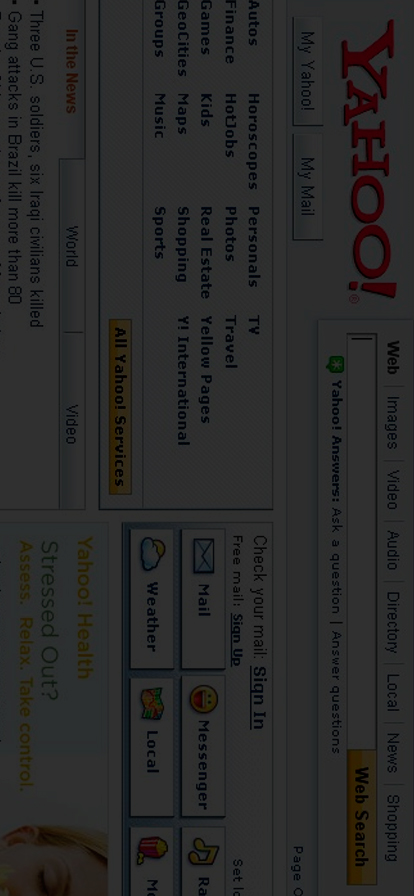 YAHOO!®
My Yahoo!
My Mail
Web | Images | Video | Audio | Directory | Local | News | Shopping
Web Search
Yahoo! Answers: Ask a question | Answer questions
Autos Horoscopes Personals TV
Finance HotJobs Photos Travel
Games Kids Real Estate Yellow Pages
GeoCities Maps Shopping Y! International
Groups Music Sports
All Yahoo! Services
In the News
World
Video
• Three U.S. soldiers, six Iraqi civilians killed
• Gang attacks in Brazil kill more than 80
Page
Check your mail: Sign In
Free mail: Sign Up
Set
Mail
Messenger
Weather
Local
Yahoo! Health
Stressed Out?
Assess. Relax. Take control.